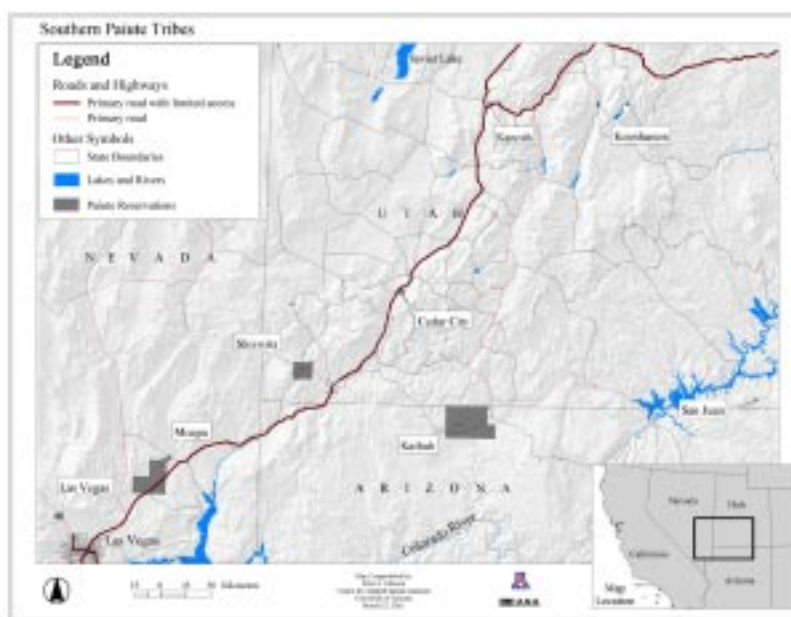 Southern Paiute Tribes
Legend
Roads and Highways
Primary road with limited access
Primary road
Other Symbols
State Boundaries
Lakes and Rivers
Paiute Reservations
Sevier Lake
Kanosh
Koosharem
U T A H
N E V A D A
Cedar City
Shivwits
San Juan
Moapa
Kaibab
Las Vegas
A R I Z O N A
Las Vegas
Colorado River
Kilometers
Nevada
Utah
California
Arizona
Map
Location